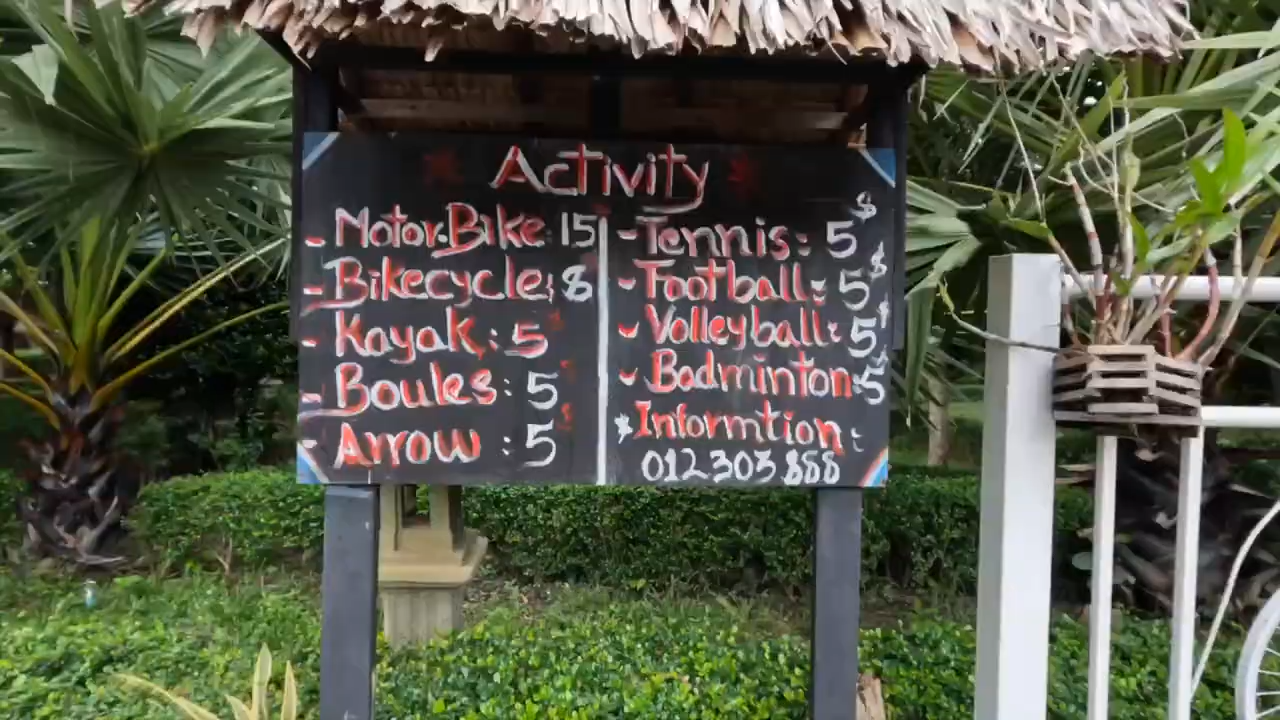 Activity
- Motor.Bike 15
- Bikecycle: 8
- Kayak : 5
- Boules : 5
- Arrow : 5
- Tennis : 5$
- Football : 5$
- Volleyball : 5$
- Badminton : 5$
* Informtion :
012 303 888